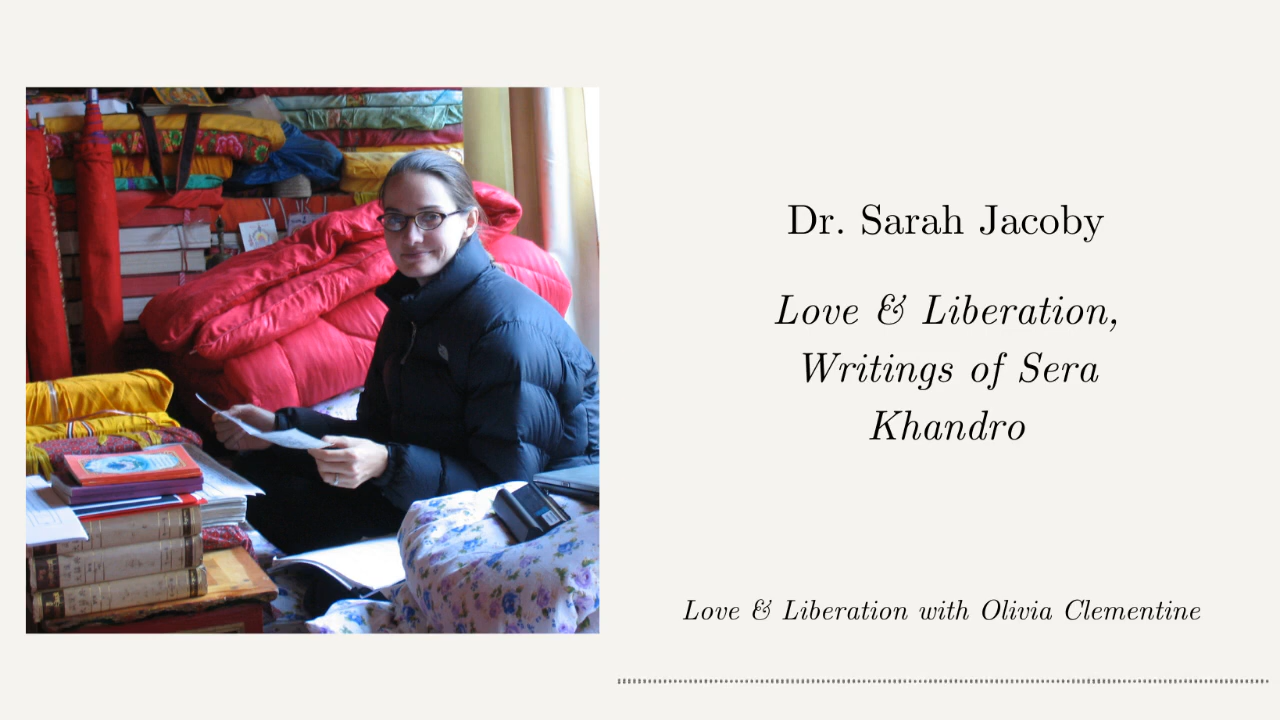 Dr. Sarah Jacoby
Love & Liberation,
Writings of Sera
Khandro
Love & Liberation with Olivia Clementine